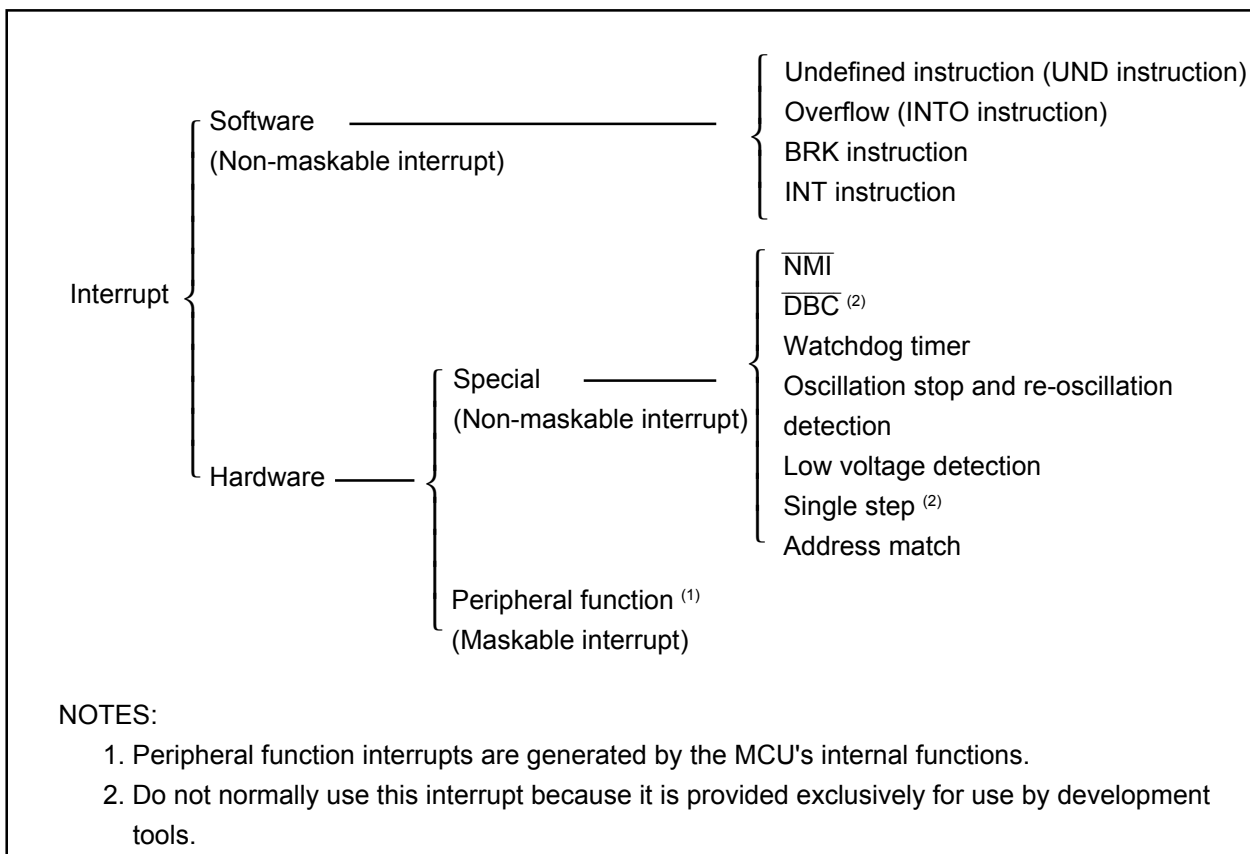 Interrupt
Software
(Non-maskable interrupt)
Undefined instruction (UND instruction)
Overflow (INTO instruction)
BRK instruction
INT instruction
Hardware
Special
(Non-maskable interrupt)
NMI
DBC (2)
Watchdog timer
Oscillation stop and re-oscillation
detection
Low voltage detection
Single step (2)
Address match
Peripheral function (1)
(Maskable interrupt)
NOTES:
1. Peripheral function interrupts are generated by the MCU's internal functions.
2. Do not normally use this interrupt because it is provided exclusively for use by development
tools.